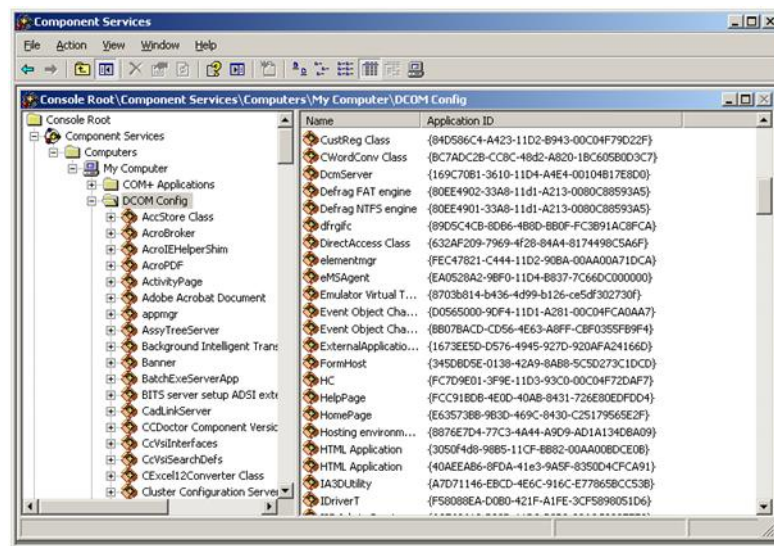 Component Services
File Action View Window Help
Console Root\Component Services\Computers\My Computer\DCOM Config
Console Root
Component Services
Computers
My Computer
COM+ Applications
DCOM Config
AccStore Class
AcroBroker
AcroIEHelperShim
AcroPDF
ActivityPage
Adobe Acrobat Document
appmgr
AssyTreeServer
Background Intelligent Trans
Banner
BatchExeServerApp
BITS server setup ADSI exte
CadLinkServer
CCDoctor Component Versic
CcVsiInterfaces
CcVsiSearchDefs
CExcel12Converter Class
Cluster Configuration Server
Name Application ID
CustReg Class {84D586C4-A423-11D2-B943-00C04F79D22F}
CWordConv Class {BC7ADC2B-CC8C-48d2-A820-1BC605B0D3C7}
DcmServer {169C70B1-3610-11D4-A4E4-00104B17E8D0}
Defrag FAT engine {80EE4902-33A8-11d1-A213-0080C88593A5}
Defrag NTFS engine {80EE4901-33A8-11d1-A213-0080C88593A5}
dfrgifc {89D5C4CB-8DB6-4B8D-BB0F-FC3B91AC8FCA}
DirectAccess Class {632AF209-7969-4f28-84A4-8174498C5A6F}
elementmgr {FEC47821-C444-11D2-90BA-00AA00A71DCA}
eMSAgent {EA0528A2-9BF0-11D4-B837-7C66DC000000}
Emulator Virtual T... {8703b814-b436-4d99-b126-ce5df302730f}
Event Object Cha... {D0565000-9DF4-11D1-A281-00C04FCA0AA7}
Event Object Cha... {BB07BACD-CD56-4E63-A8FF-CBF0355FB9F4}
ExternalApplicatio... {1673EE5D-D576-4945-927D-920AFA24166D}
FormHost {345DBD5E-0138-42A9-8AB8-5C5D273C1DCD}
HC {FC7D9E01-3F9E-11D3-93C0-00C04F72DAF7}
HelpPage {FCC91BDB-4E0D-40AB-8431-726E80EDFDD4}
HomePage {E63573BB-9B3D-469C-8430-C25179565E2F}
Hosting environm... {8876E7D4-77C3-4A44-A9D9-AD1A134DBA09}
HTML Application {3050f4d8-98B5-11CF-BB82-00AA00BDCE0B}
HTML Application {40AEEAB6-8FDA-41e3-9A5F-8350D4CFCA91}
IA3DUtility {A7D71146-EBCD-4E6C-916C-E77865BCC53B}
IDriverT {F58088EA-D0B0-421F-A1FE-3CF5898051D6}